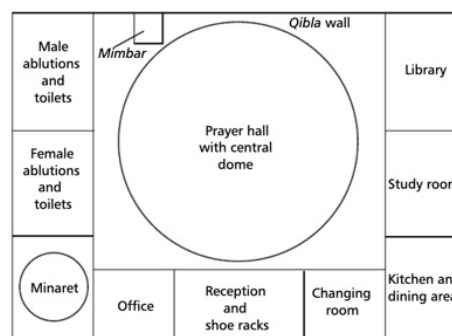 Male
ablutions
and
toilets
Mimbar
Qibla wall
Library
Prayer hall
with central
dome
Female
ablutions
and
toilets
Study room
Minaret
Office
Reception
and
shoe racks
Changing
room
Kitchen an
dining area